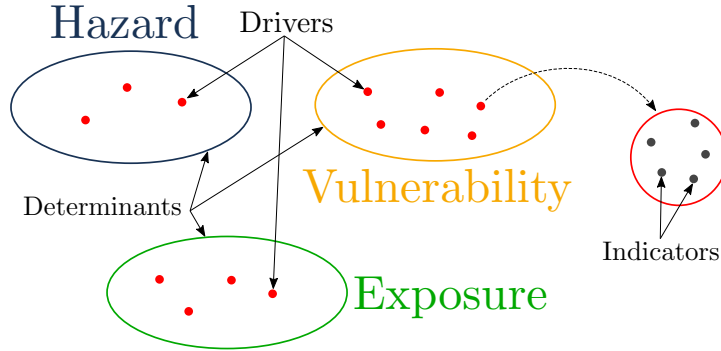 Hazard
Drivers
Vulnerability
Determinants
Indicators
Exposure